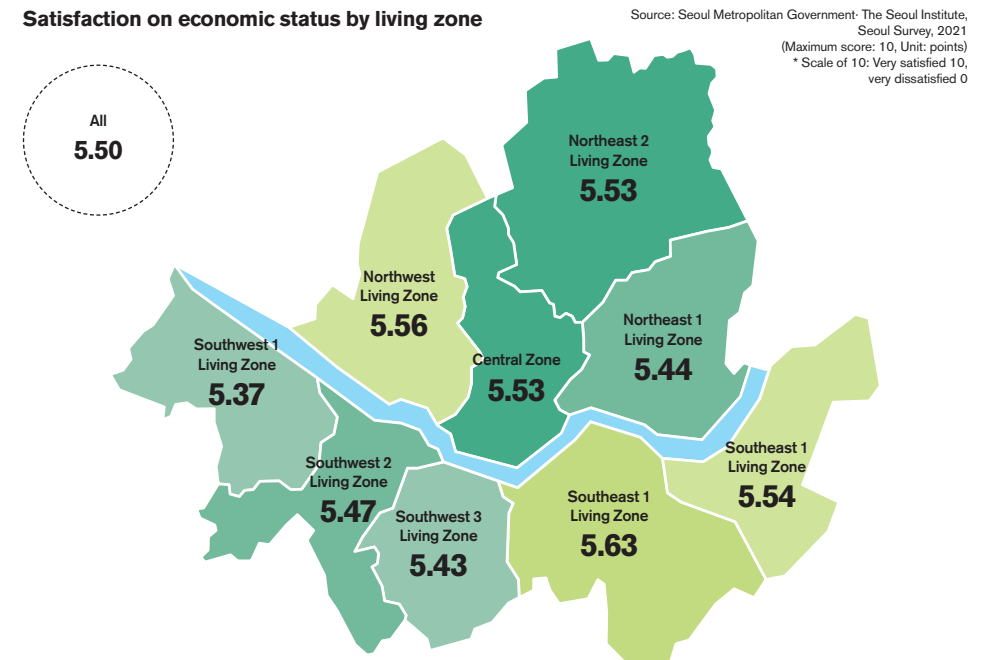 Satisfaction on economic status by living zone
Source: Seoul Metropolitan Government· The Seoul Institute,
Seoul Survey, 2021
(Maximum score: 10, Unit: points)
* Scale of 10: Very satisfied 10,
very dissatisfied 0
All
5.50
Northeast 2
Living Zone
5.53
Northwest
Living Zone
5.56
Northeast 1
Living Zone
5.44
Southwest 1
Living Zone
5.37
Central Zone
5.53
Southeast 1
Living Zone
5.54
Southwest 2
Living Zone
5.47
Southwest 3
Living Zone
5.43
Southeast 1
Living Zone
5.63